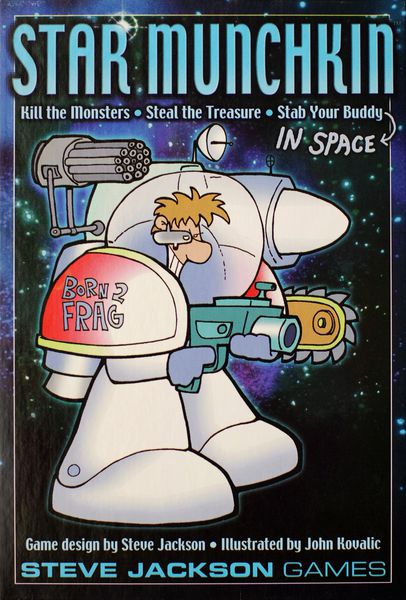 STAR MUNCHKIN
Kill the Monsters • Steal the Treasure • Stab Your Buddy
IN SPACE
BORN 2
FRAG
Game design by Steve Jackson • Illustrated by John Kovalic
STEVE JACKSON GAMES